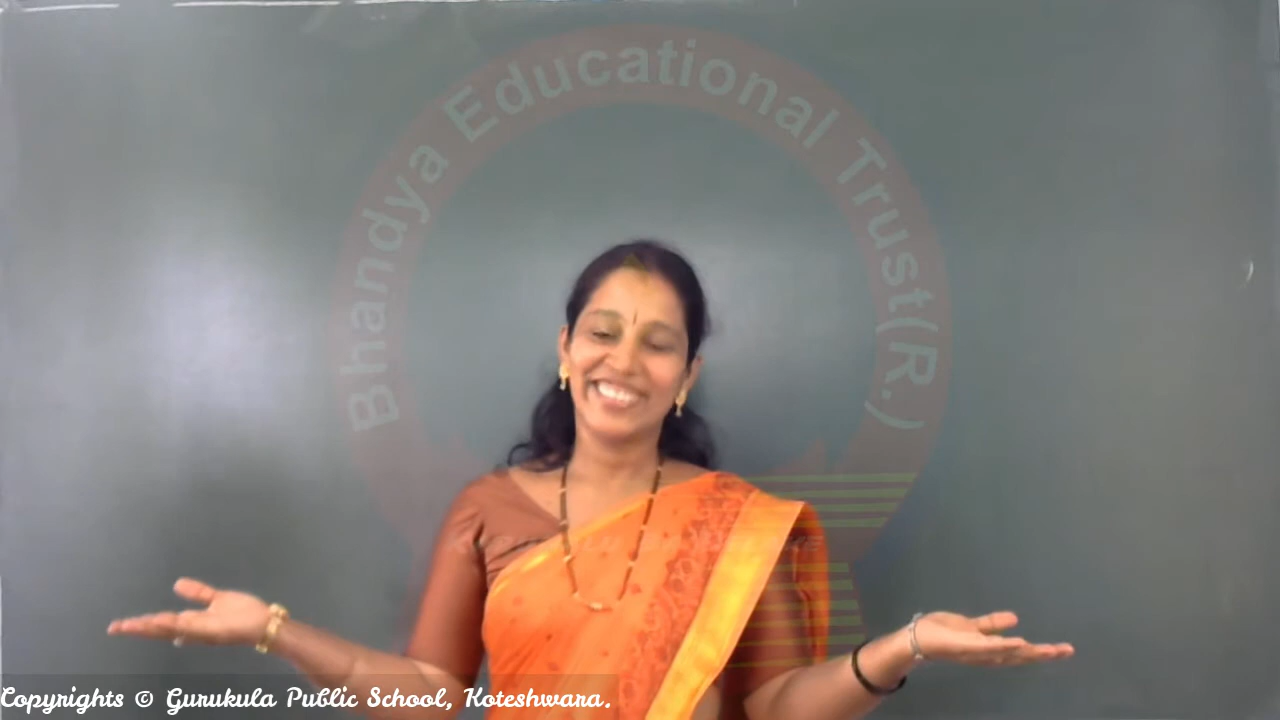 Bhandya Educational Trust(R.)
Copyrights © Gurukula Public School, Koteshwara.